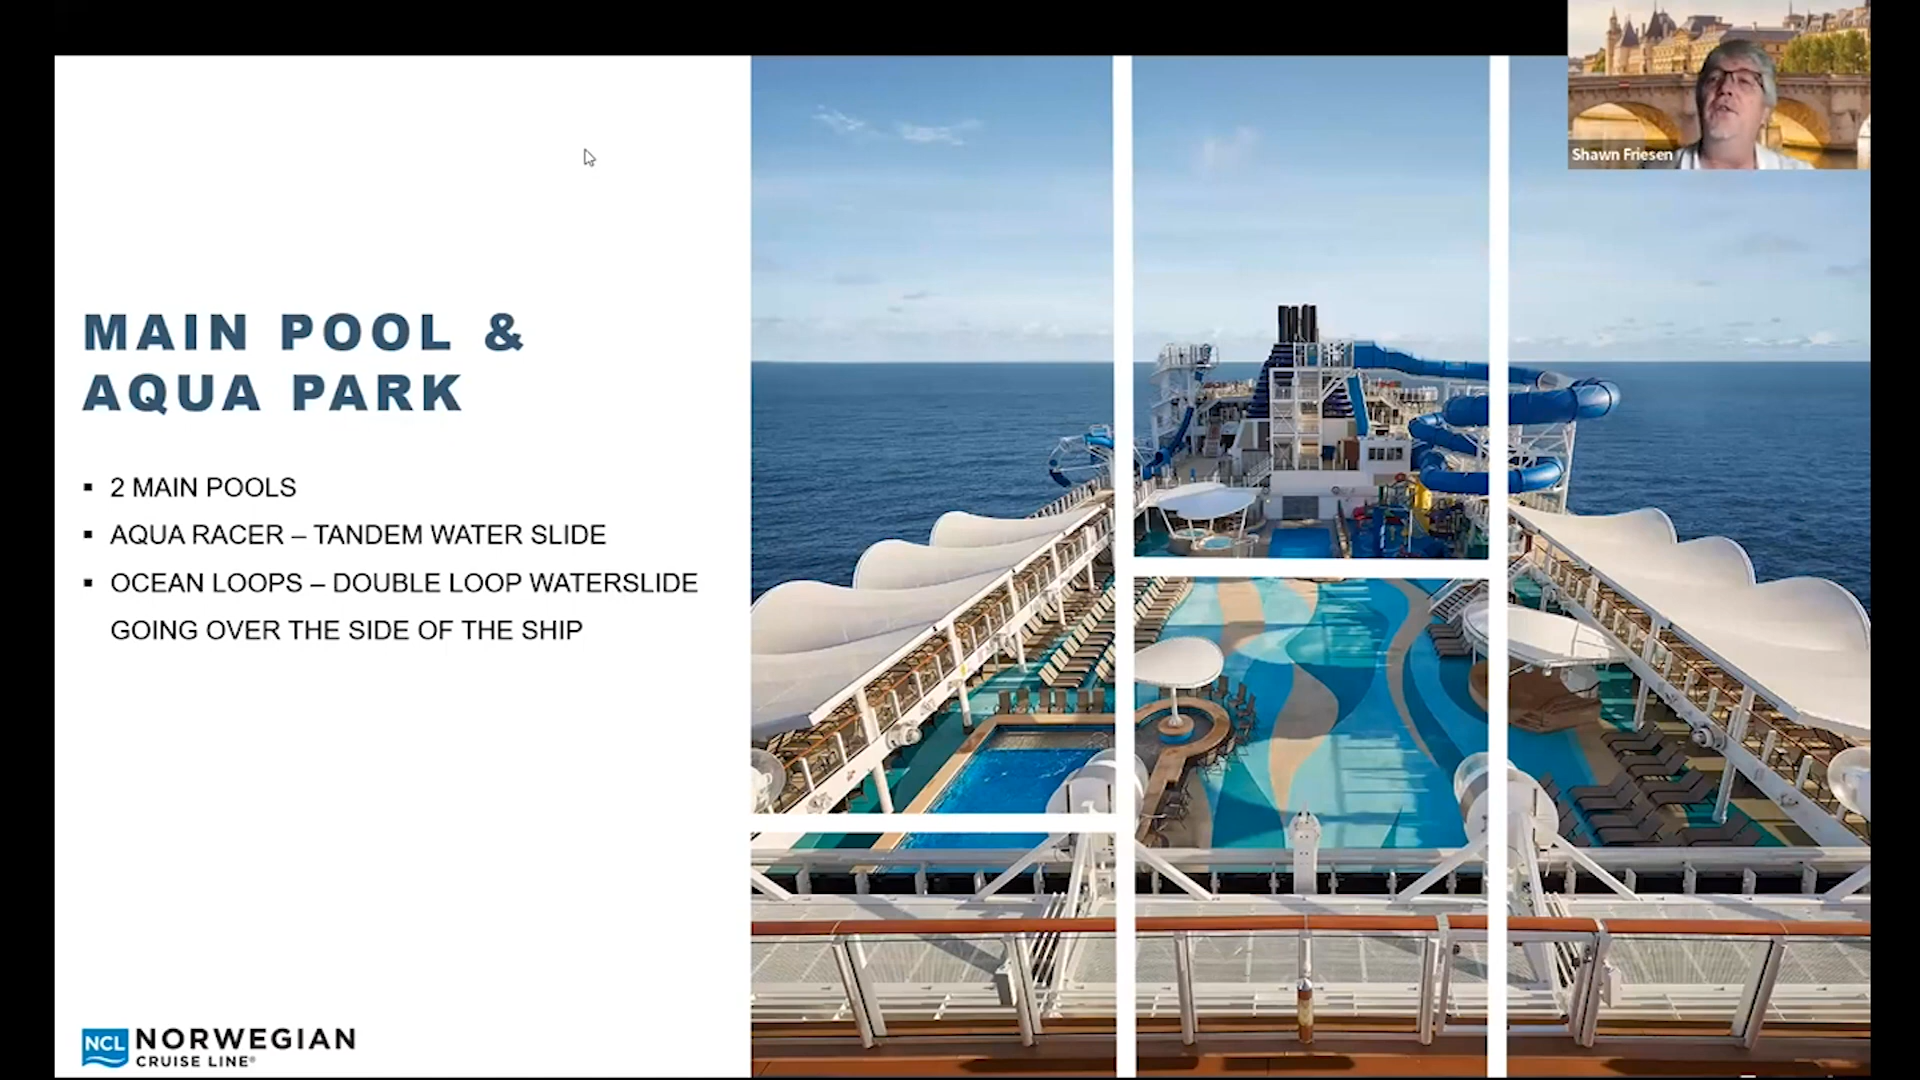 Shawn Friesen
MAIN POOL &
AQUA PARK
▪ 2 MAIN POOLS
▪ AQUA RACER – TANDEM WATER SLIDE
▪ OCEAN LOOPS – DOUBLE LOOP WATERSLIDE
GOING OVER THE SIDE OF THE SHIP
NCL NORWEGIAN
CRUISE LINE®